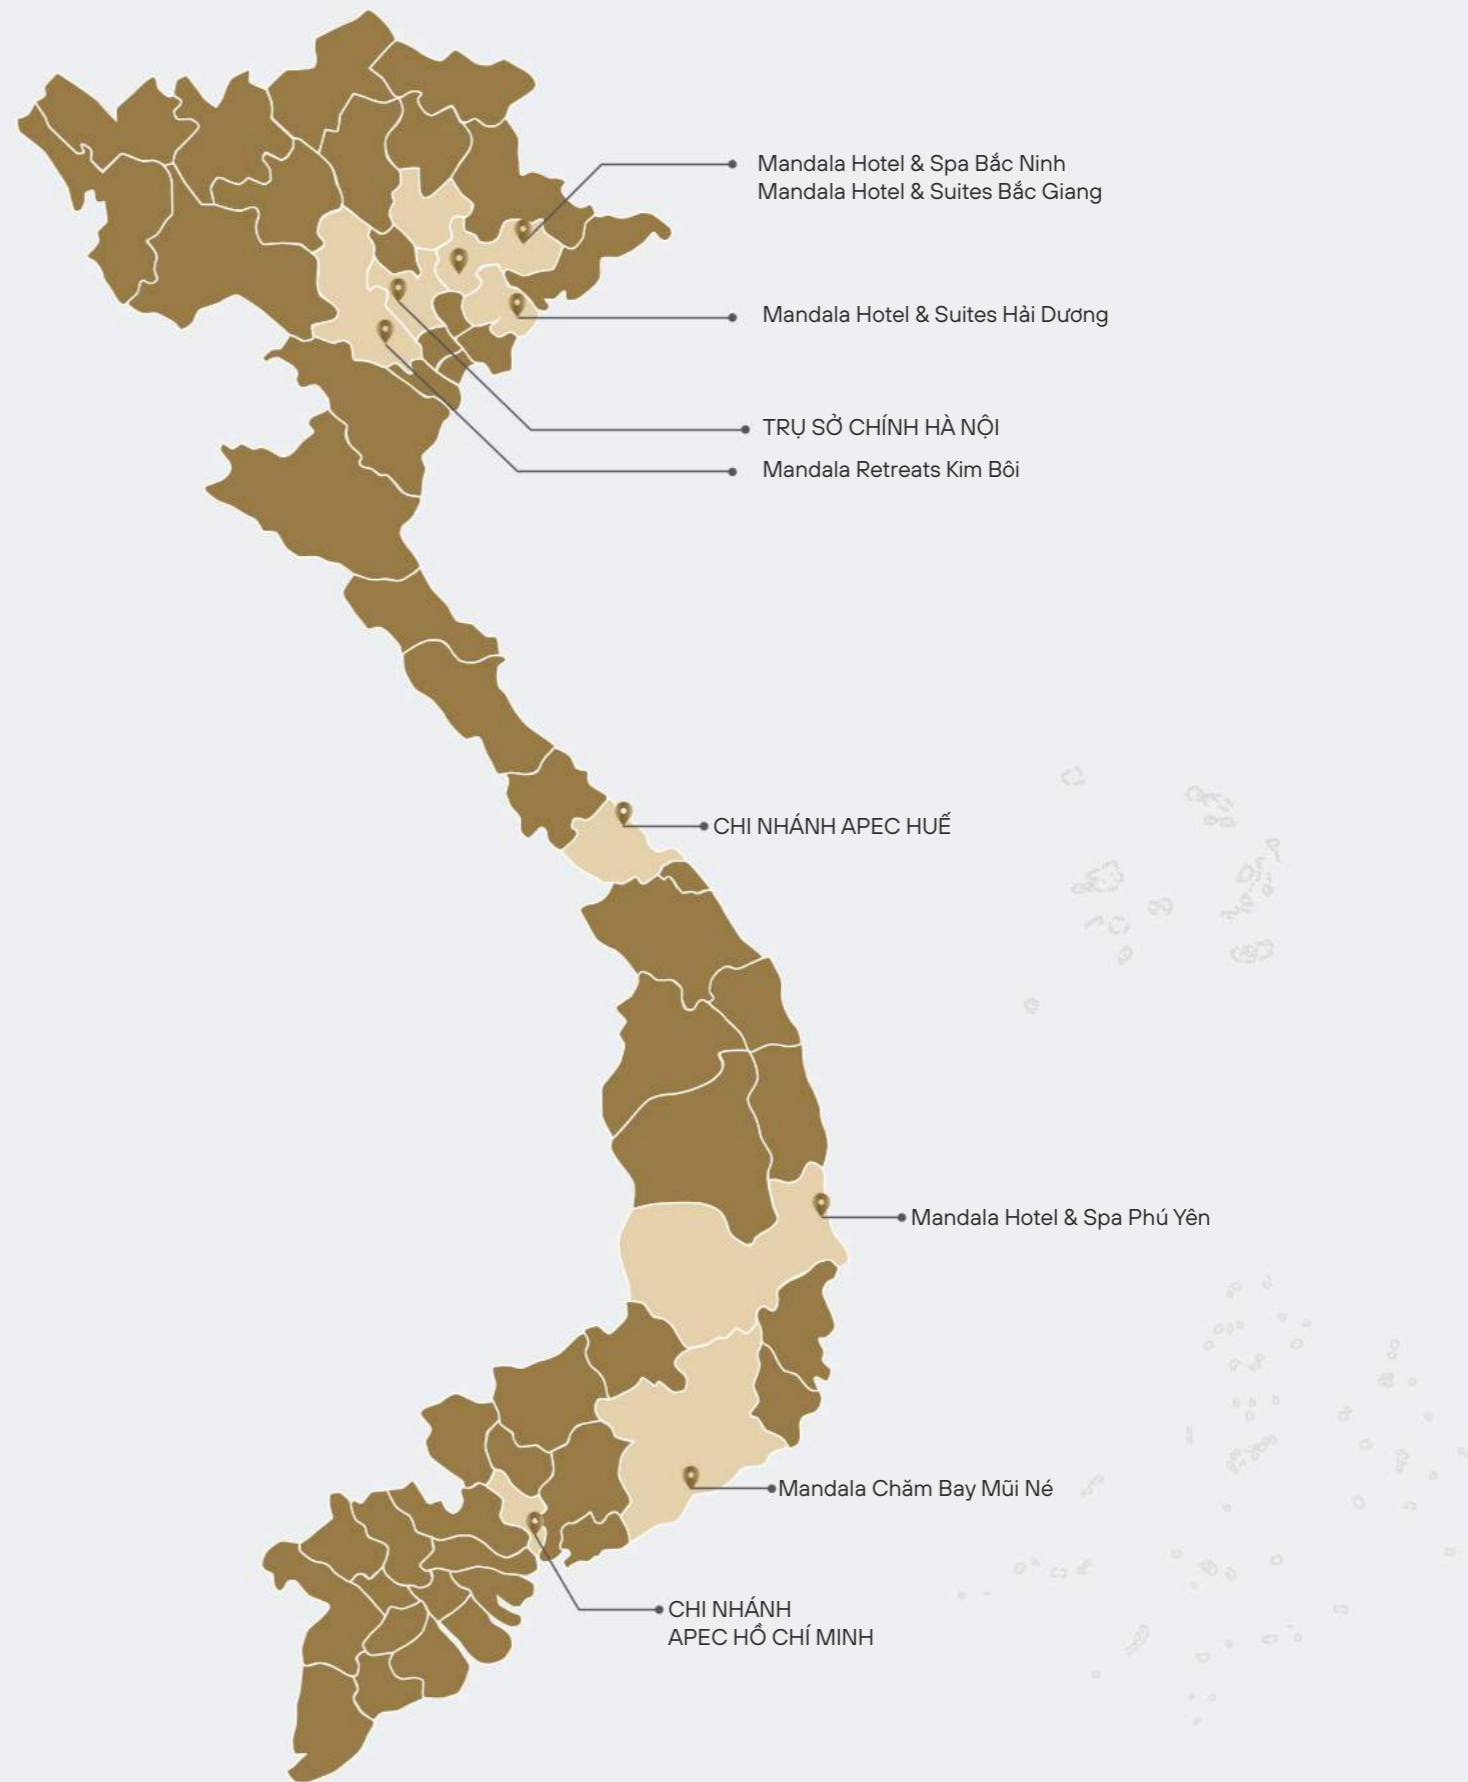 Mandala Hotel & Spa Bắc Ninh
Mandala Hotel & Suites Bắc Giang
Mandala Hotel & Suites Hải Dương
TRỤ SỞ CHÍNH HÀ NỘI
Mandala Retreats Kim Bôi
CHI NHÁNH APEC HUẾ
Mandala Hotel & Spa Phú Yên
Mandala Chăm Bay Mũi Né
CHI NHÁNH
APEC HỒ CHÍ MINH